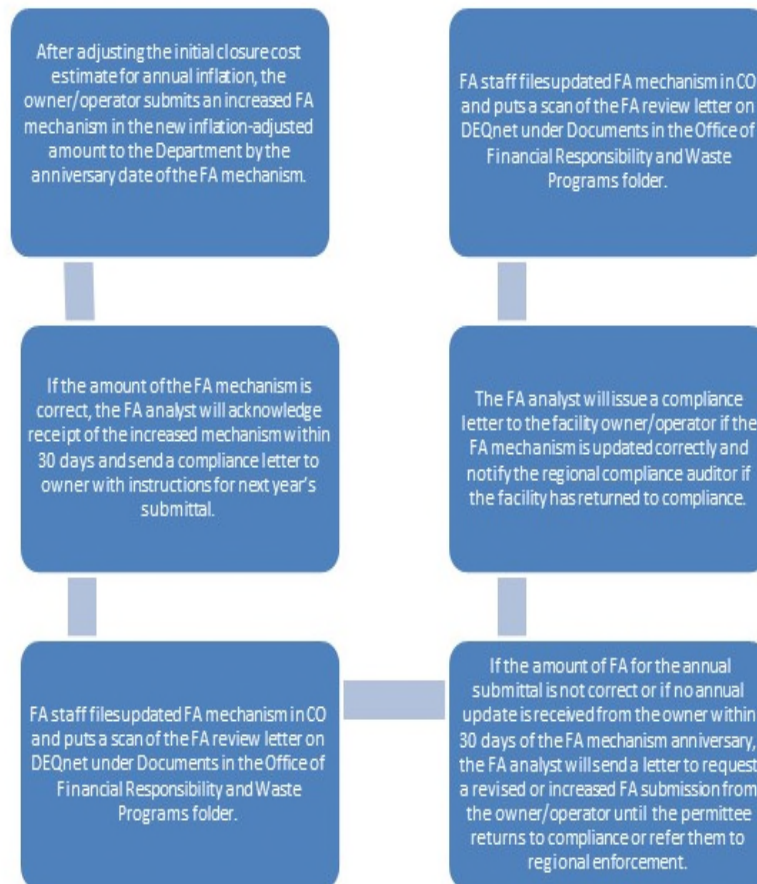 After adjusting the initial closure cost
estimate for annual inflation, the
owner/operator submits an increased FA
mechanism in the new inflation-adjusted
amount to the Department by the
anniversary date of the FA mechanism.
If the amount of the FA mechanism is
correct, the FA analyst will acknowledge
receipt of the increased mechanism within
30 days and send a compliance letter to
owner with instructions for next year's
submittal.
FA staff files updated FA mechanism in CO
and puts a scan of the FA review letter on
DEQnet under Documents in the Office of
Financial Responsibility and Waste
Programs folder.
If the amount of FA for the annual
submittal is not correct or if no annual
update is received from the owner within
30 days of the FA mechanism anniversary,
the FA analyst will send a letter to request
a revised or increased FA submission from
the owner/operator until the permittee
returns to compliance or refer them to
regional enforcement.
The FA analyst will issue a compliance
letter to the facility owner/operator if the
FA mechanism is updated correctly and
notify the regional compliance auditor if
the facility has returned to compliance.
FA staff files updated FA mechanism in CO
and puts a scan of the FA review letter on
DEQnet under Documents in the Office of
Financial Responsibility and Waste
Programs folder.